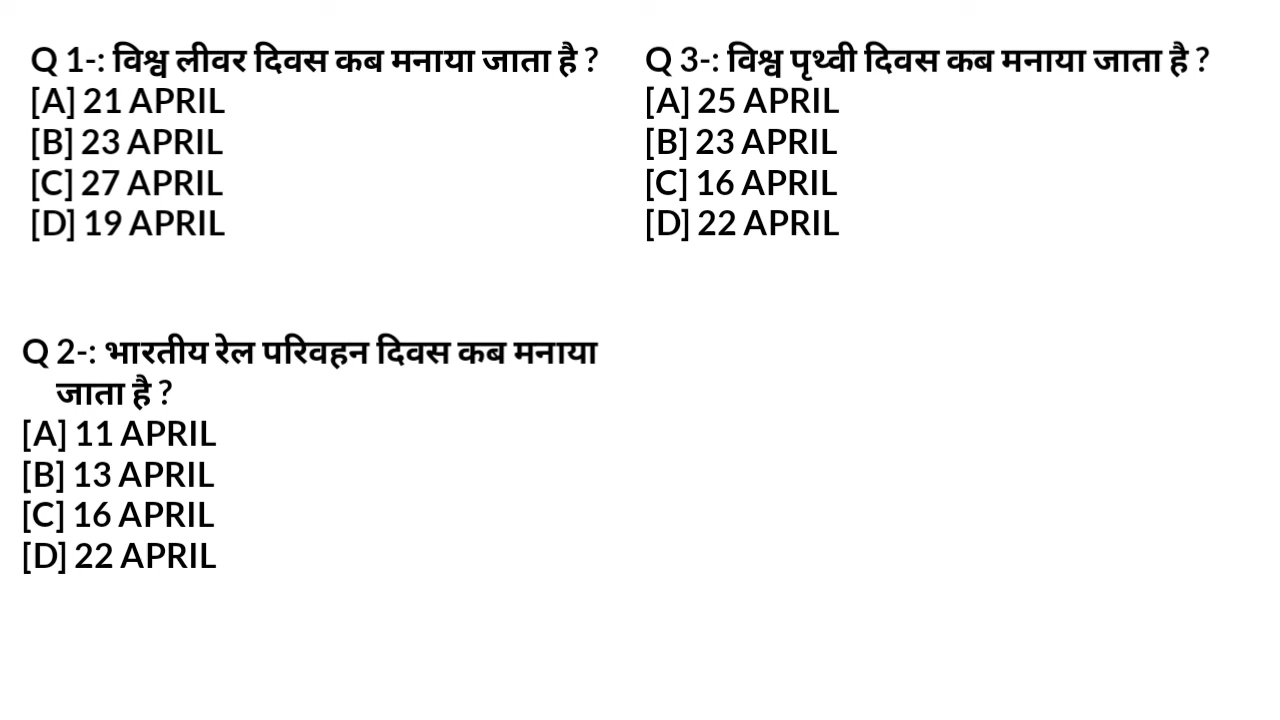 Q 1-: विश्व लीवर दिवस कब मनाया जाता है ?
[A] 21 APRIL
[B] 23 APRIL
[C] 27 APRIL
[D] 19 APRIL
Q 2-: भारतीय रेल परिवहन दिवस कब मनाया
जाता है ?
[A] 11 APRIL
[B] 13 APRIL
[C] 16 APRIL
[D] 22 APRIL
Q 3-: विश्व पृथ्वी दिवस कब मनाया जाता है ?
[A] 25 APRIL
[B] 23 APRIL
[C] 16 APRIL
[D] 22 APRIL